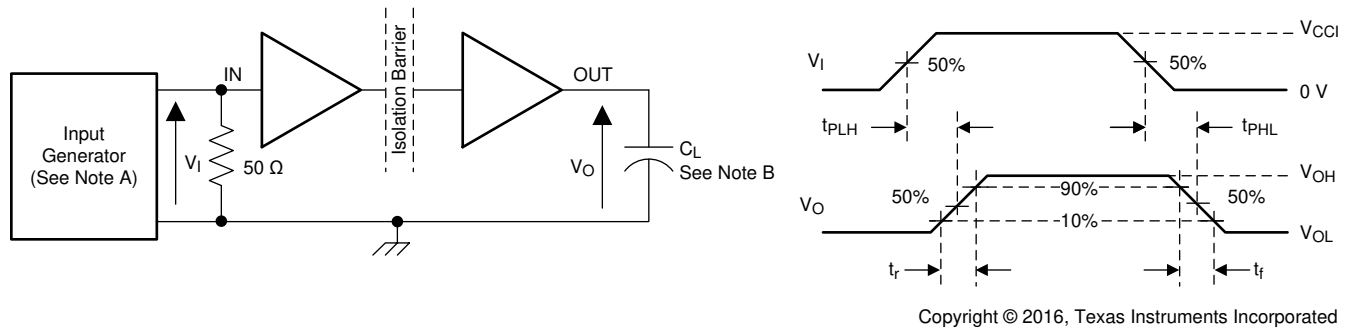 Input
Generator
(See Note A)
IN
V_I
50 Ω
Isolation Barrier
OUT
V_O
C_L
See Note B
V_I
50%
50%
V_CCI
0 V
t_PLH
t_PHL
V_O
50%
90%
10%
50%
V_OH
V_OL
t_r
t_f
Copyright © 2016, Texas Instruments Incorporated